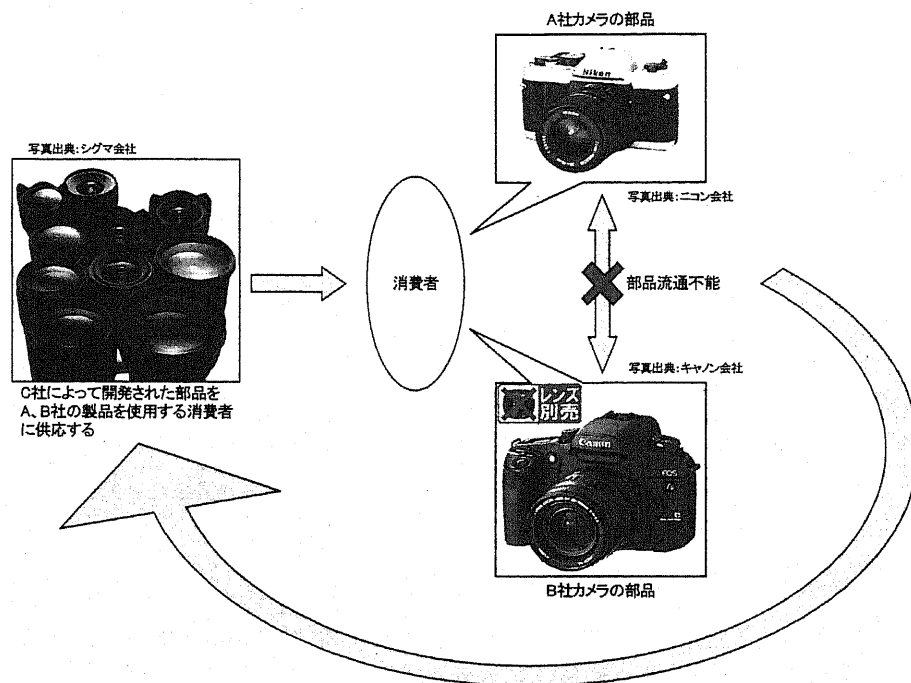 A社カメラの部品
Nikon
写真出典:シグマ会社
写真出典:ニコン会社
消費者
部品流通不能
写真出典:キャノン会社
C社によって開発された部品を
A、B社の製品を使用する消費者
に供応する
レンズ
別売
Canon
EOS
B社カメラの部品